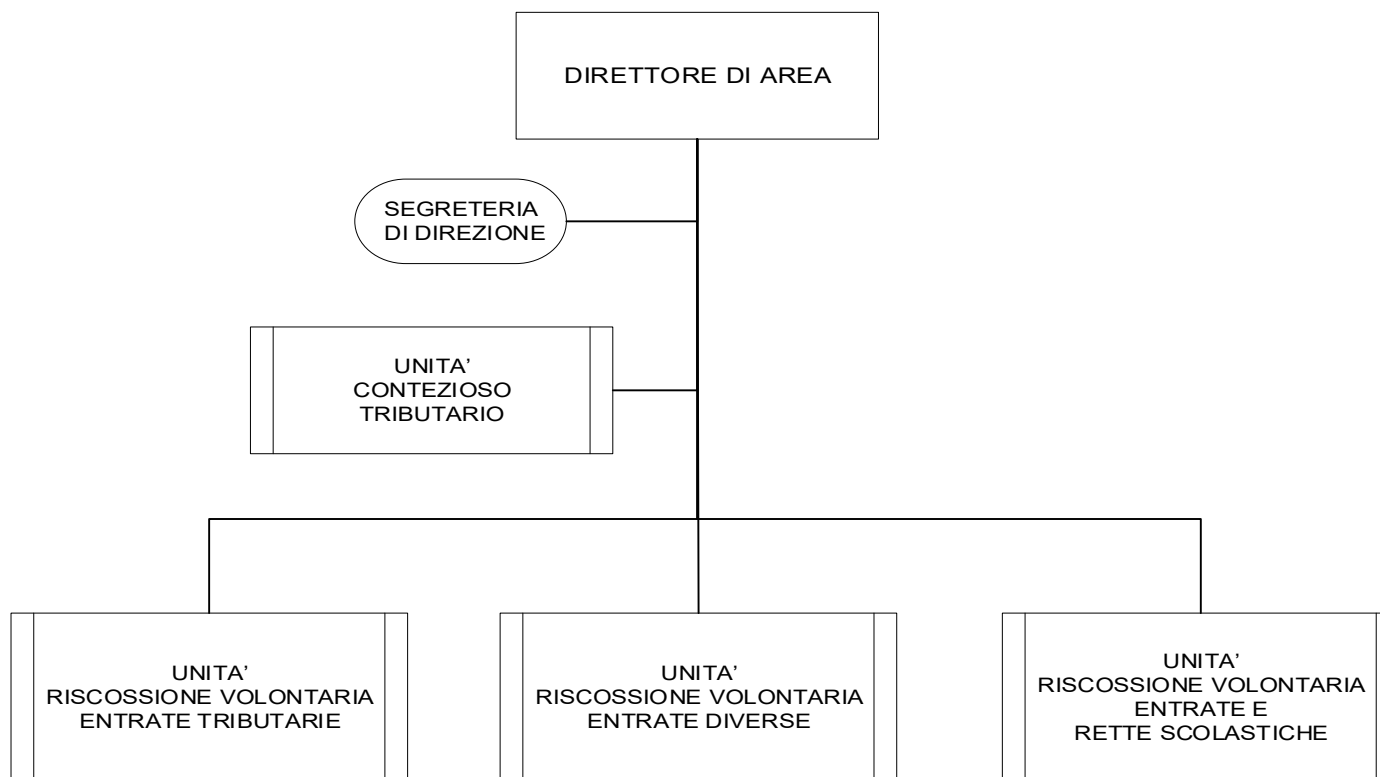 DIRETTORE DI AREA
SEGRETERIA
DI DIREZIONE
UNITA’
CONTEZIOSO
TRIBUTARIO
UNITA’
RISCOSSIONE VOLONTARIA
ENTRATE TRIBUTARIE
UNITA’
RISCOSSIONE VOLONTARIA
ENTRATE DIVERSE
UNITA’
RISCOSSIONE VOLONTARIA
ENTRATE E
RETTE SCOLASTICHE